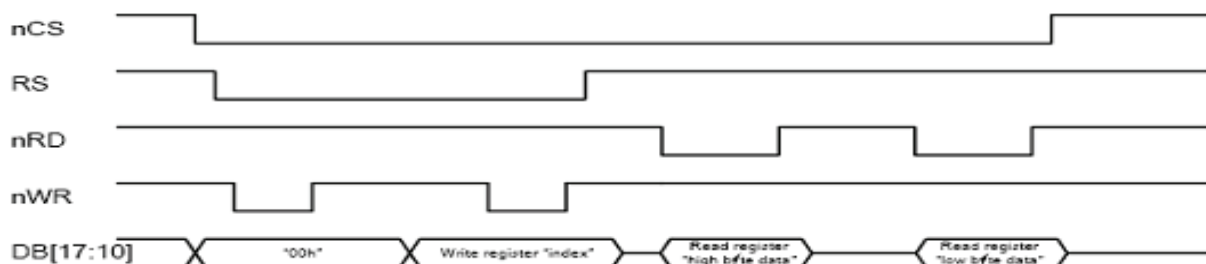 nCS
RS
nRD
nWR
DB[17:10]
"00h"
Write register "index"
Read register
"high byte data"
Read register
"low byte data"